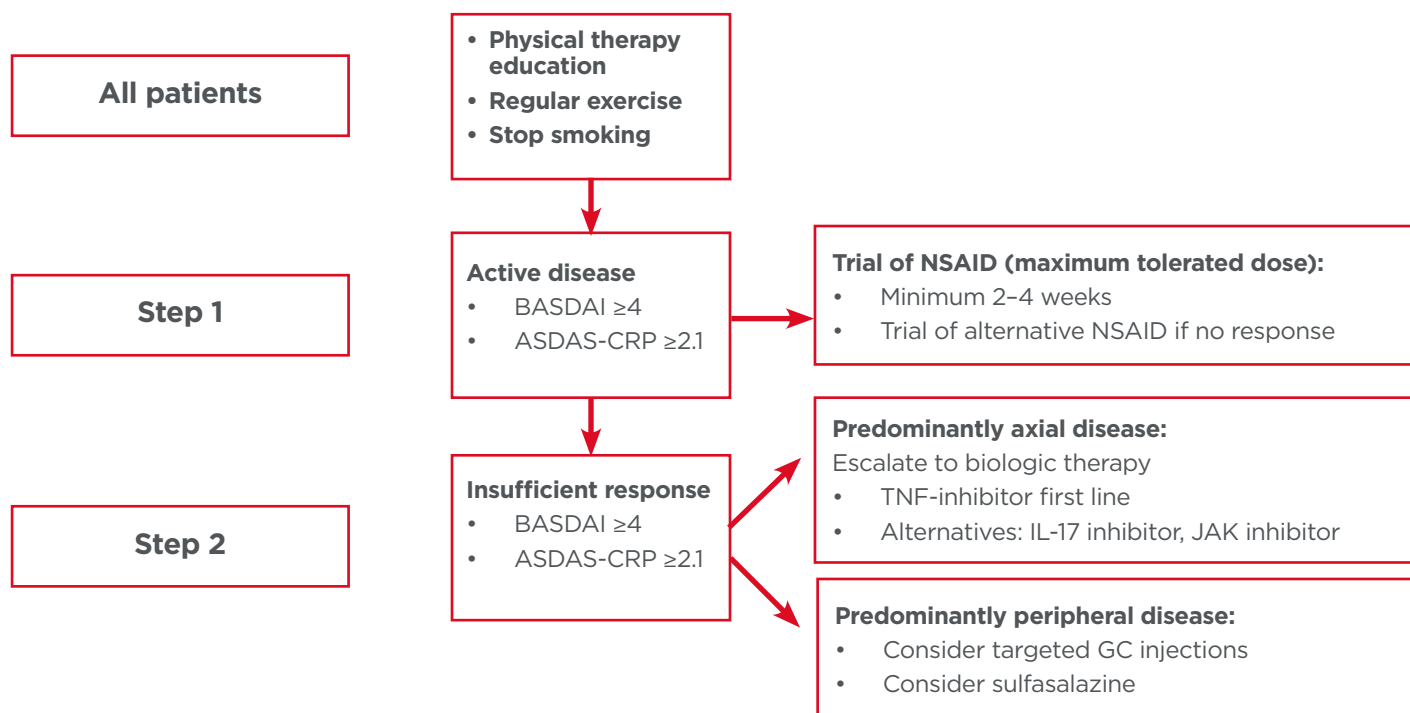 All patients
• Physical therapy
education
• Regular exercise
• Stop smoking
Step 1
Active disease
• BASDAI ≥4
• ASDAS-CRP ≥2.1
Trial of NSAID (maximum tolerated dose):
• Minimum 2–4 weeks
• Trial of alternative NSAID if no response
Step 2
Insufficient response
• BASDAI ≥4
• ASDAS-CRP ≥2.1
Predominantly axial disease:
Escalate to biologic therapy
• TNF-inhibitor first line
• Alternatives: IL-17 inhibitor, JAK inhibitor
Predominantly peripheral disease:
• Consider targeted GC injections
• Consider sulfasalazine